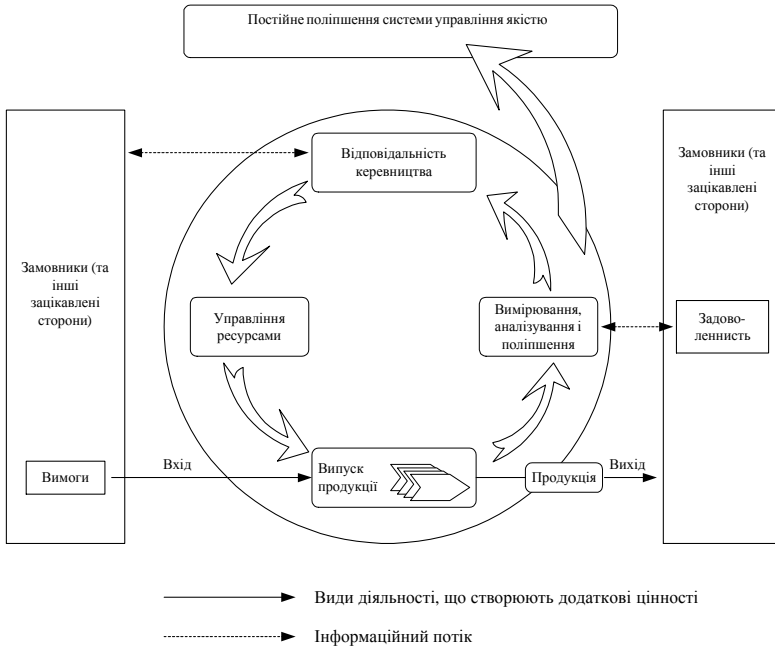 Постійне поліпшення системи управління якістю
Замовники (та
інші
зацікавлені
сторони)
Вимоги
Вхід
Відповідальність
керевництва
Управління
ресурсами
Вимірювання,
аналізування і
поліпшення
Випуск
продукції
Продукція
Вихід
Замовники (та
інші
зацікавлені
сторони)
Задово-
леннисть
Види діяльності, що створюють додаткові цінності
Інформаційний потік